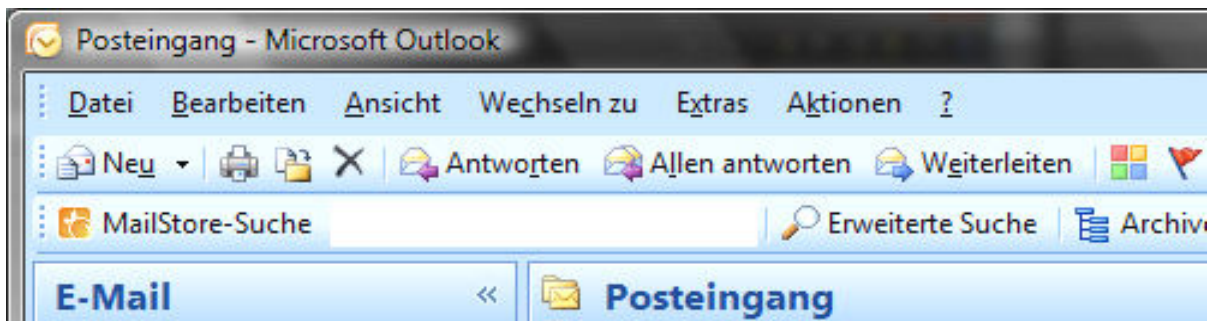 Posteingang - Microsoft Outlook
Datei Bearbeiten Ansicht Wechseln zu Extras Aktionen ?
Neu Antworten Allen antworten Weiterleiten
MailStore-Suche Erweiterte Suche
E-Mail « Posteingang